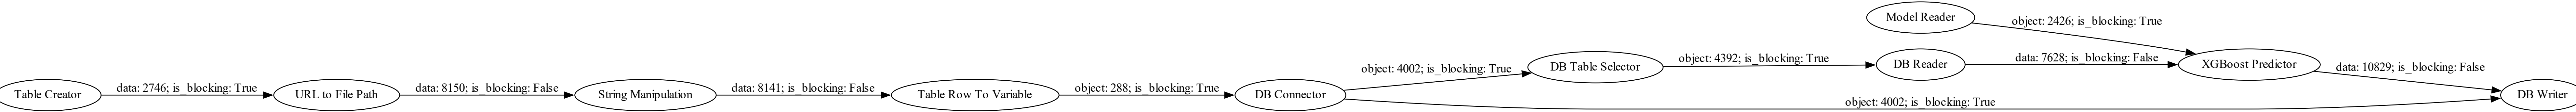 Model Reader
object: 2426; is_blocking: True
Table Creator
data: 2746; is_blocking: True
URL to File Path
data: 8150; is_blocking: False
String Manipulation
data: 8141; is_blocking: False
Table Row To Variable
object: 288; is_blocking: True
DB Connector
object: 4002; is_blocking: True
DB Table Selector
object: 4392; is_blocking: True
DB Reader
data: 7628; is_blocking: False
XGBoost Predictor
data: 10829; is_blocking: False
object: 4002; is_blocking: True
DB Writer